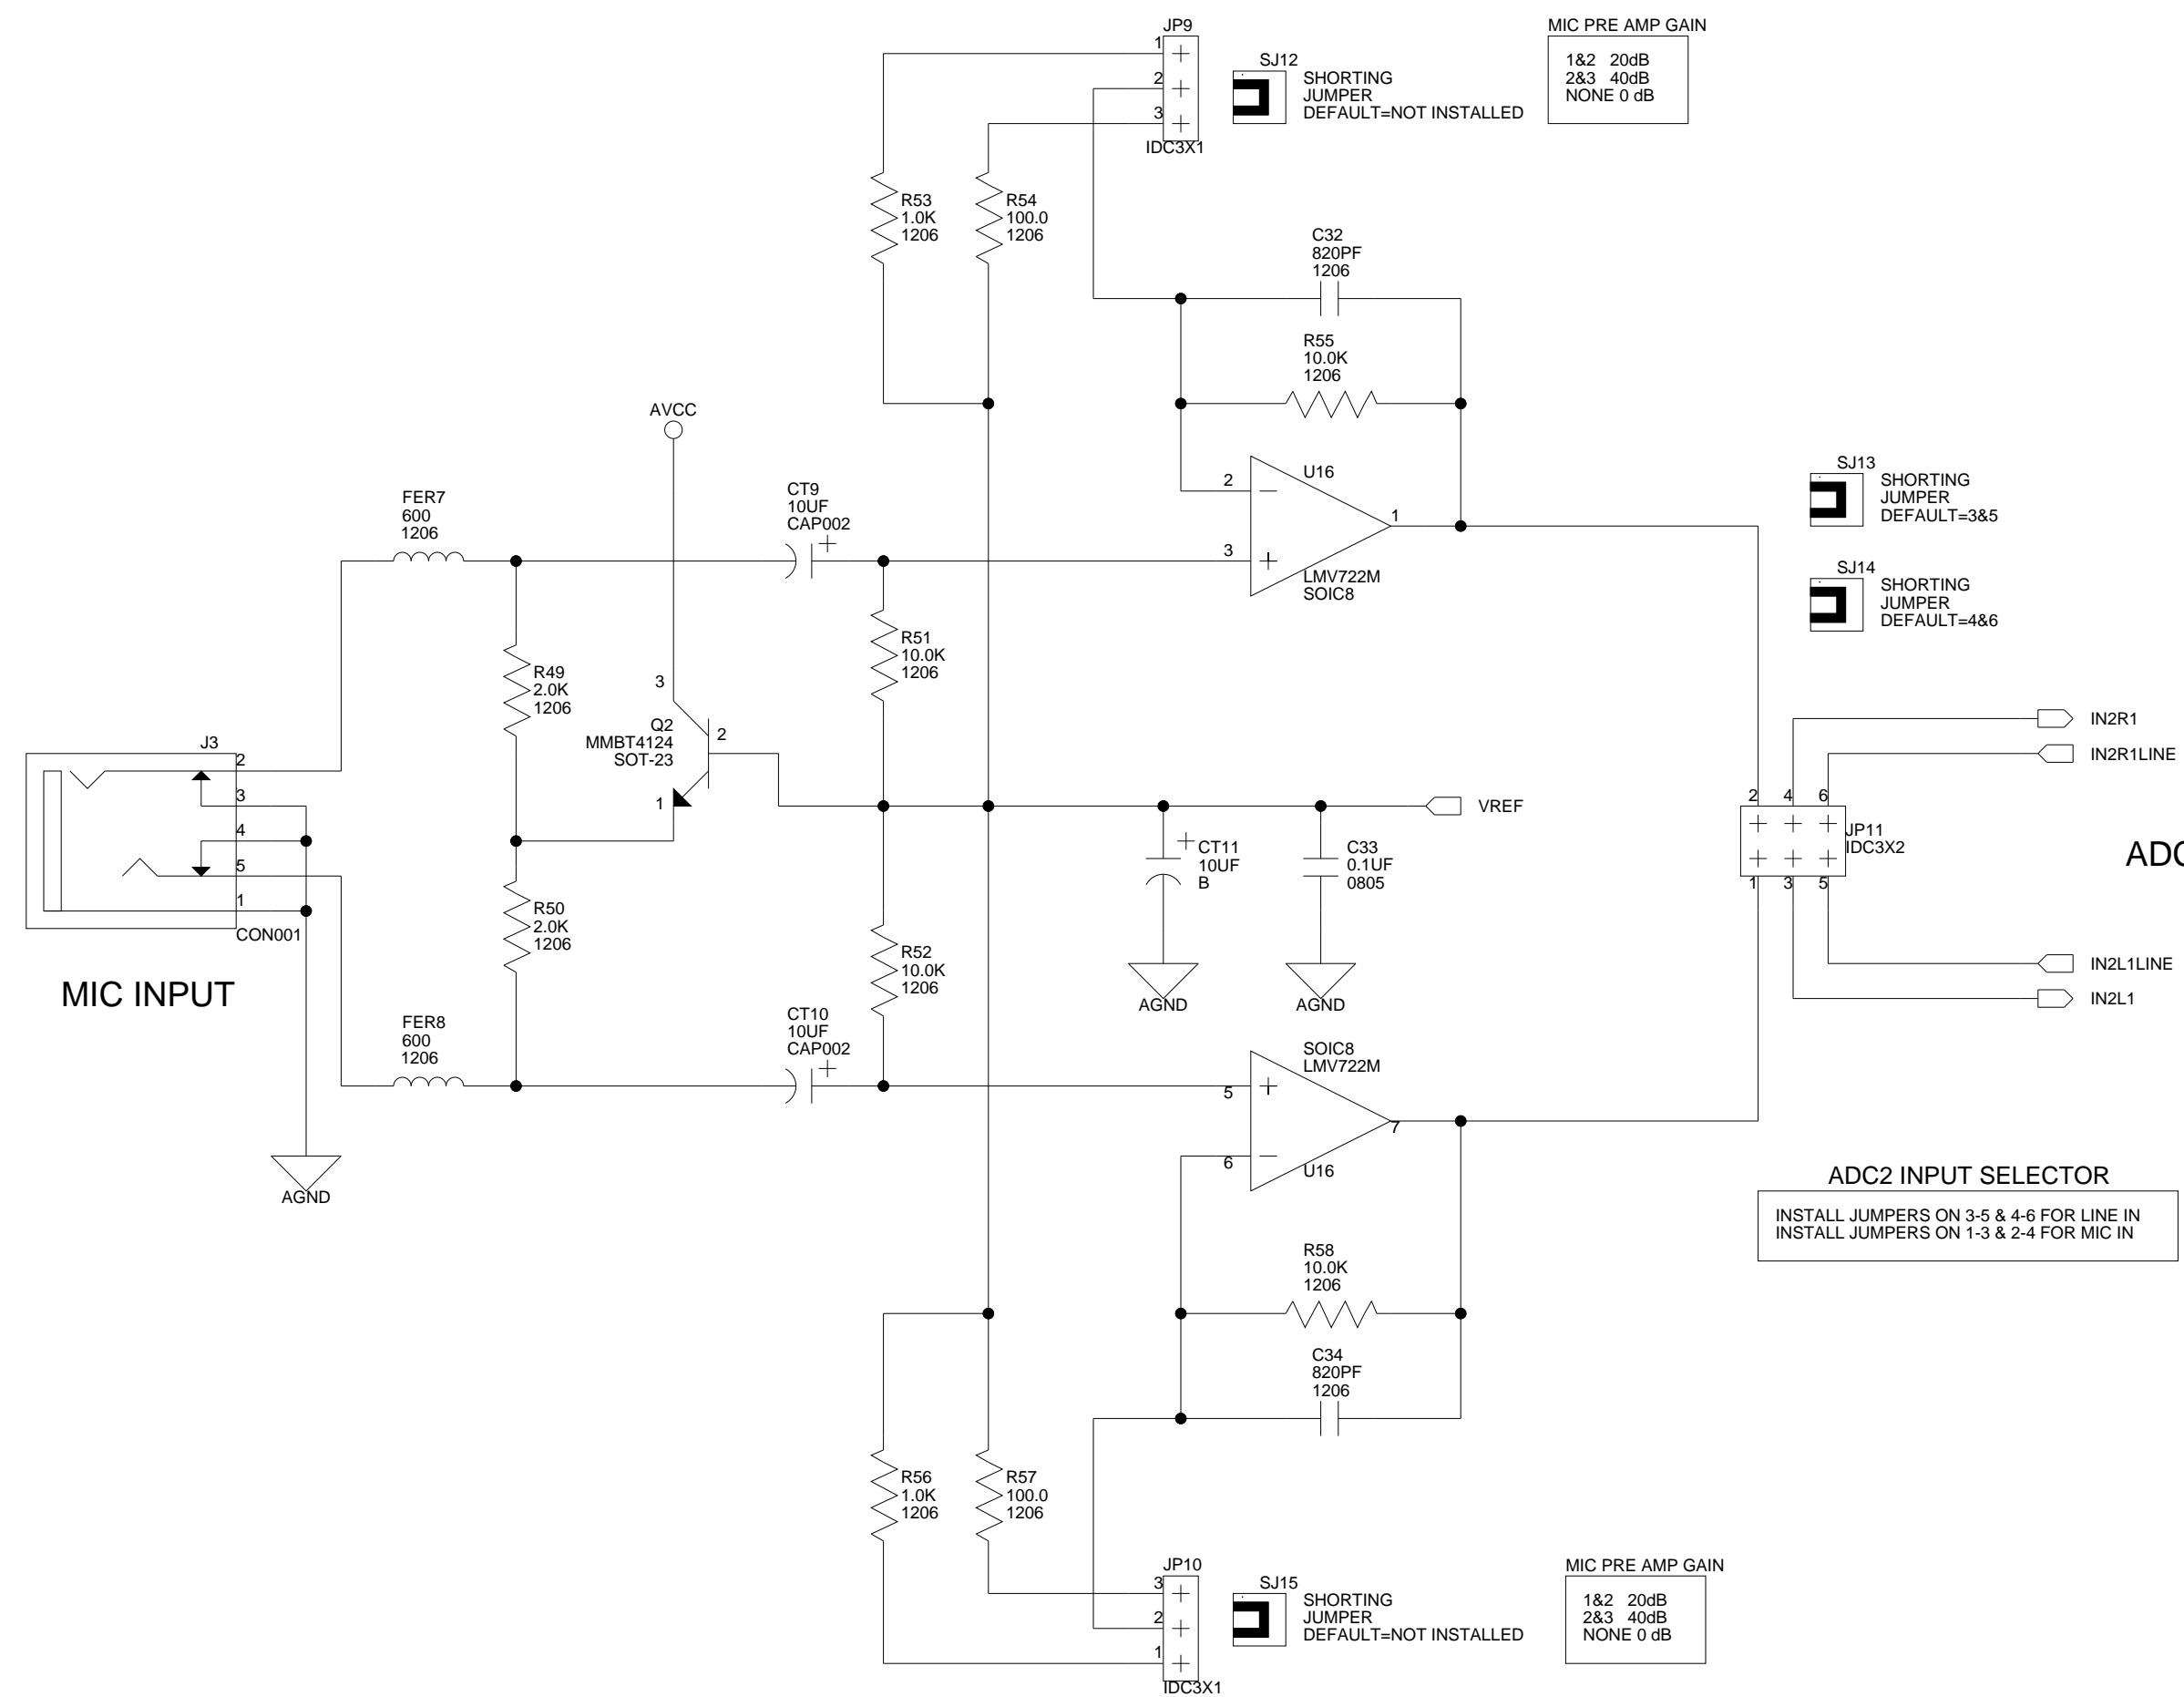 JP9
1
2
3
IDC3X1
SJ12
SHORTING
JUMPER
DEFAULT=NOT INSTALLED
MIC PRE AMP GAIN
1&2 20dB
2&3 40dB
NONE 0 dB
R53
1.0K
1206
R54
100.0
1206
C32
820PF
1206
R55
10.0K
1206
AVCC
FER7
600
1206
CT9
10UF
CAP002
+
2
3
U16
1
LMV722M
SOIC8
SJ13
SHORTING
JUMPER
DEFAULT=3&5
SJ14
SHORTING
JUMPER
DEFAULT=4&6
R49
2.0K
1206
R51
10.0K
1206
3
Q2
MMBT4124
SOT-23
2
1
J3
2
3
4
5
1
CON001
MIC INPUT
VREF
IN2R1
IN2R1LINE
2
4
6
JP11
IDC3X2
1
3
5
ADC
IN2L1LINE
IN2L1
CT11
10UF
B
C33
0.1UF
0805
AGND
AGND
R50
2.0K
1206
R52
10.0K
1206
FER8
600
1206
CT10
10UF
CAP002
+
AGND
SOIC8
LMV722M
5
6
7
U16
ADC2 INPUT SELECTOR
INSTALL JUMPERS ON 3-5 & 4-6 FOR LINE IN
INSTALL JUMPERS ON 1-3 & 2-4 FOR MIC IN
R58
10.0K
1206
C34
820PF
1206
R56
1.0K
1206
R57
100.0
1206
JP10
3
2
1
IDC3X1
SJ15
SHORTING
JUMPER
DEFAULT=NOT INSTALLED
MIC PRE AMP GAIN
1&2 20dB
2&3 40dB
NONE 0 dB